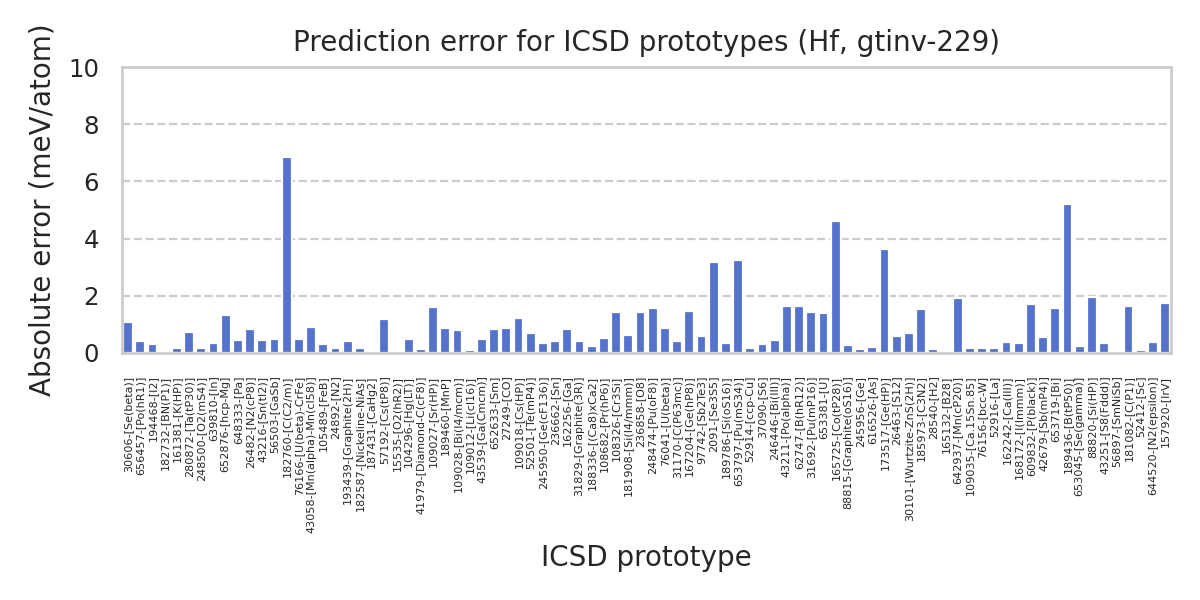 Prediction error for ICSD prototypes (Hf, gtinv-229)
Absolute error (meV/atom)
10
8
6
4
2
0
306061-[Se(beta)]
656457-[Po(hR1)]
194468-[I2]
182732-[BN(P1)]
16381-[K(HP)]
280872-[Ta(tP30)]
248500-[O2(mS4)]
639810-[In]
652876-[hcp-Mg]
648333-[Pa]
26482-[N2(cP8)]
43216-[Sn(tI2)]
56503-[GaSb]
182760-[C(C2/m)]
76166-[U(beta)-CrFe]
43058-[Mn(alpha)-Mn(cI58)]
105489-[FeB]
24892-[N2]
193439-[Graphite(2H)]
182587-[Nickeline-NiAs]
187431-[CaHg2]
57192-[Cs(tP8)]
15535-[O2(hR2)]
104296-[Hg(LT)]
41979-[Diamond-C(cF8)]
109027-[Sr(HP)]
189460-[MnP]
109028-[Bi(I4/mcm)]
109012-[Li(cI16)]
43539-[Ga(Cmcm)]
652633-[Sm]
27249-[CO]
109018-[Cs(HP)]
52501-[Te(mP4)]
245950-[Ge(cF136)]
236662-[Sn]
162256-[Ga]
31829-[Graphite(3R)]
188336-[(Ca8)xCa2]
108682-[Pr(hP6)]
108326-[Cr3Si]
181908-[Si(I4/mmm)]
236858-[O8]
248474-[Pu(oF8)]
76041-[U(beta)]
31170-[C(P63mc)]
167204-[Ge(hP8)]
97742-[Sb2Te3]
2091-[Se3S5]
189786-[Si(oS16)]
653797-[Pu(mS34)]
52914-[ccp-Cu]
37090-[S6]
246446-[Bi(III)]
43211-[Po(alpha)]
62747-[B(hR12)]
31692-[Pu(mP16)]
653381-[U]
165725-[Co(tP28)]
88815-[Graphite(oS16)]
245956-[Ge]
616526-[As]
173517-[Ge(HP)]
26463-[S12]
30101-[Wurtzite-ZnS(2H)]
185973-[C3N2]
28540-[H2]
165132-[B28]
642937-[Mn(cP20)]
109035-[Ca.15Sn.85]
76156-[bcc-W]
52916-[La]
162242-[Ca(III)]
168172-[I(Immm)]
609832-[P(black)]
42679-[Sb(mP4)]
653719-[Bi]
189436-[B(tP50)]
653045-[Se(gamma)]
88820-[Si(HP)]
43251-[S8(Fddd)]
56897-[SmNiSb]
181082-[C(P1)]
52412-[Sc]
644520-[N2(epsilon)]
157920-[IrV]
ICSD prototype